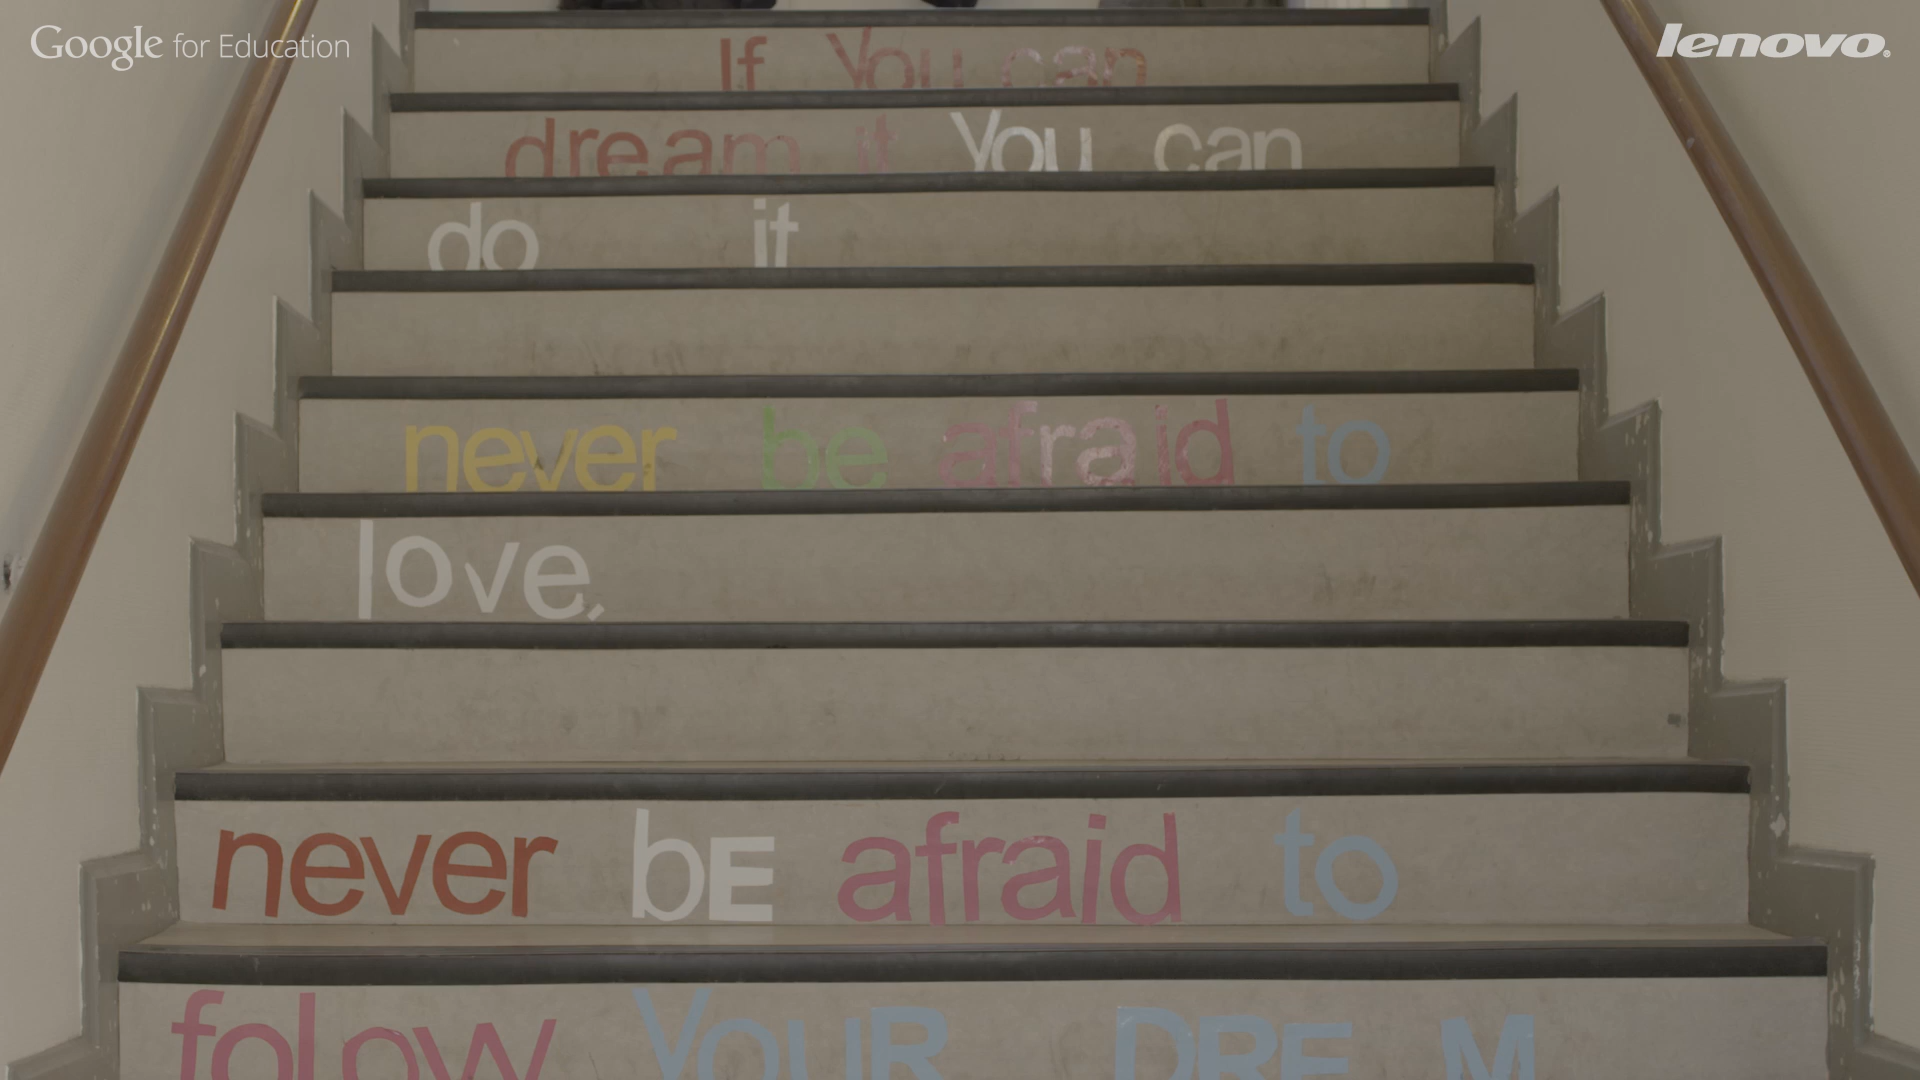 Google for Education
lenovo
If You can
dream it You can
do it
never be afraid to
love,
never bE afraid to
folow YouR DRE M